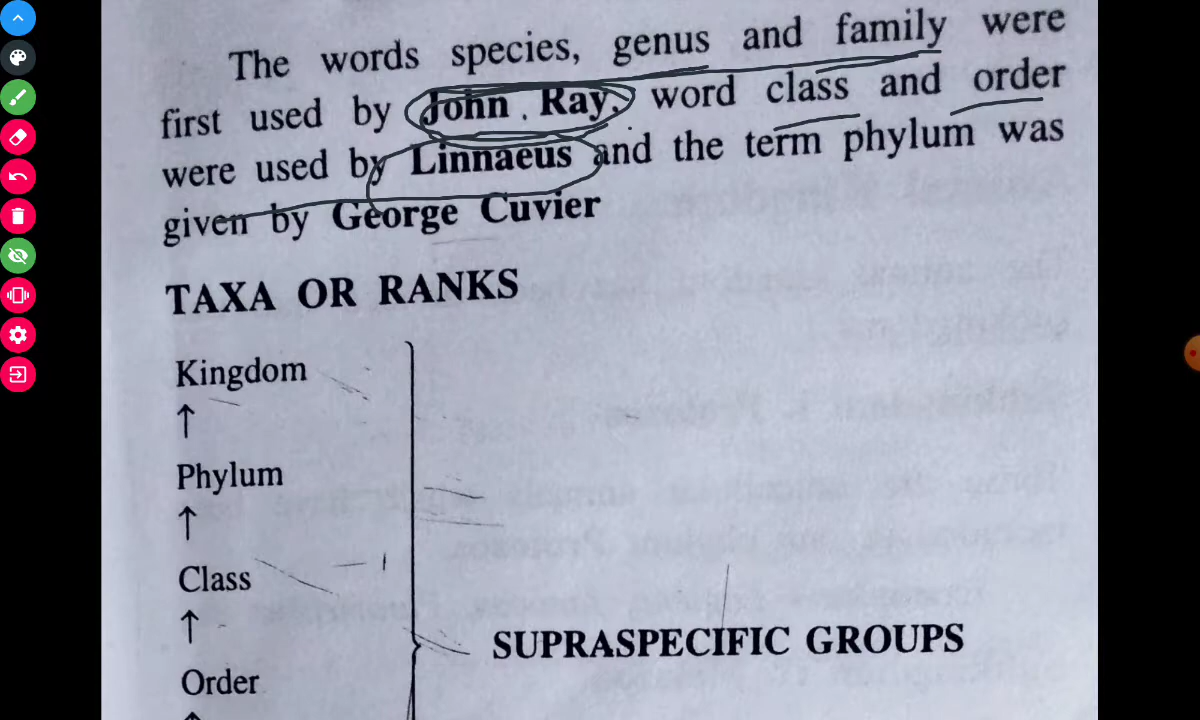 The words species, genus and family were
first used by John Ray, word class and order
were used by Linnaeus and the term phylum was
given by George Cuvier
TAXA OR RANKS
Kingdom
↑
Phylum
↑
Class
↑
Order
↑
SUPRASPECIFIC GROUPS